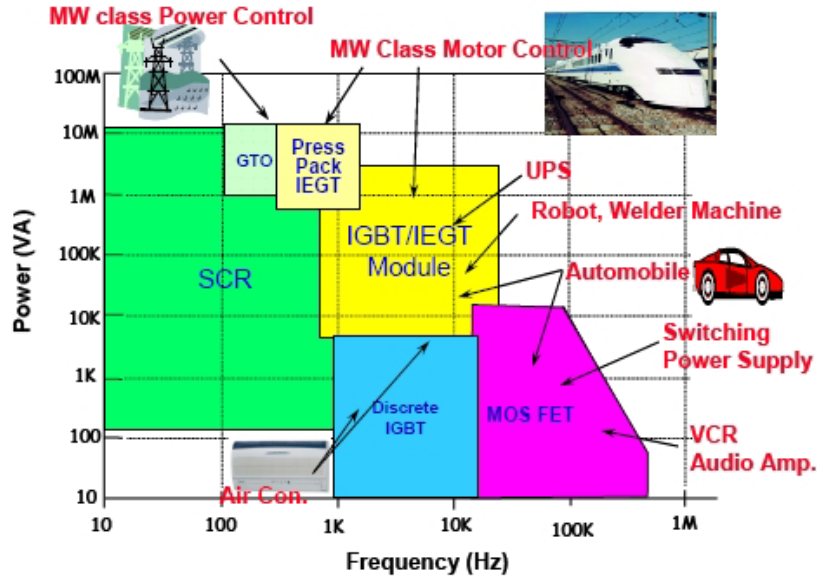 MW class Power Control
MW Class Motor Control
100M
10M
GTO
Press
Pack
IEGT
UPS
1M
Robot, Welder Machine
IGBT/IEGT
Module
Power (VA)
100K
SCR
Automobile
10K
Switching
Power Supply
1K
Discrete
IGBT
MOS FET
100
VCR
Audio Amp.
Air Con.
10
10
100
1K
10K
100K
1M
Frequency (Hz)